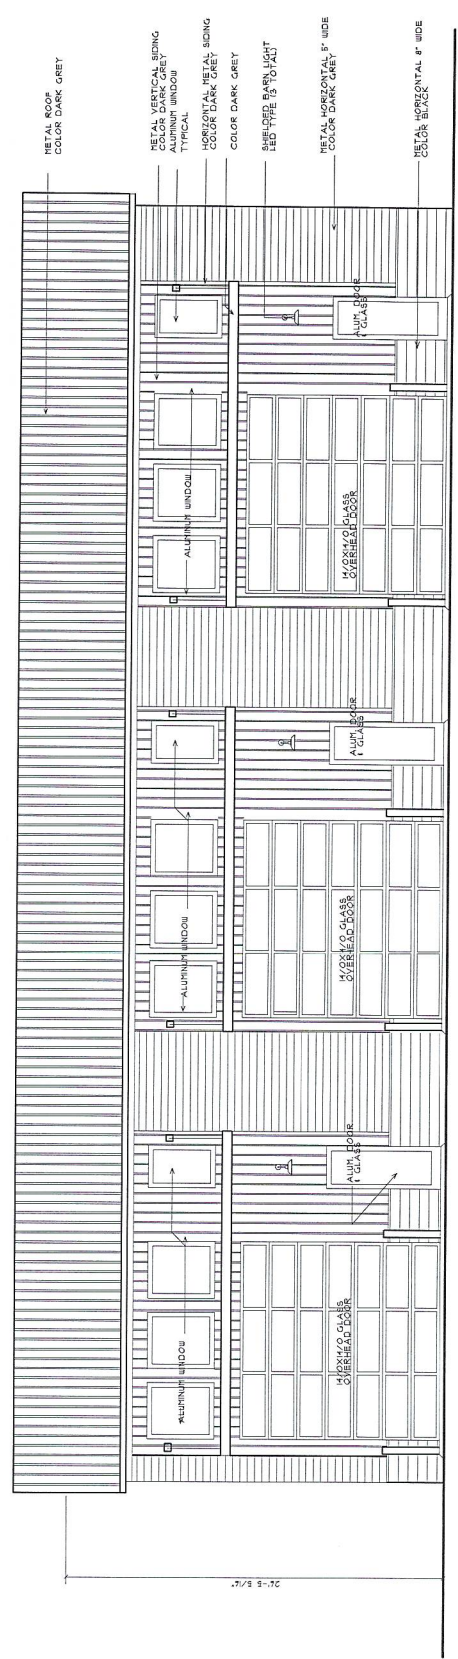 METAL ROOF
COLOR DARK GREY
METAL VERTICAL SIDING
COLOR DARK GREY
ALUMINUM WINDOW
TYPICAL
HORIZONTAL METAL SIDING
COLOR DARK GREY
COLOR DARK GREY
SHIELDED BARN LIGHT
LED TYPE (3 TOTAL)
METAL HORIZONTAL 5" WIDE
COLOR DARK GREY
METAL HORIZONTAL 8" WIDE
COLOR BLACK
ALUMINUM WINDOW
ALUMINUM WINDOW
ALUMINUM WINDOW
14/0X14/0 GLASS
OVERHEAD DOOR
ALUM. DOOR
& GLASS
14/0X14/0 GLASS
OVERHEAD DOOR
ALUM. DOOR
& GLASS
14/0X14/0 GLASS
OVERHEAD DOOR
ALUM. DOOR
& GLASS